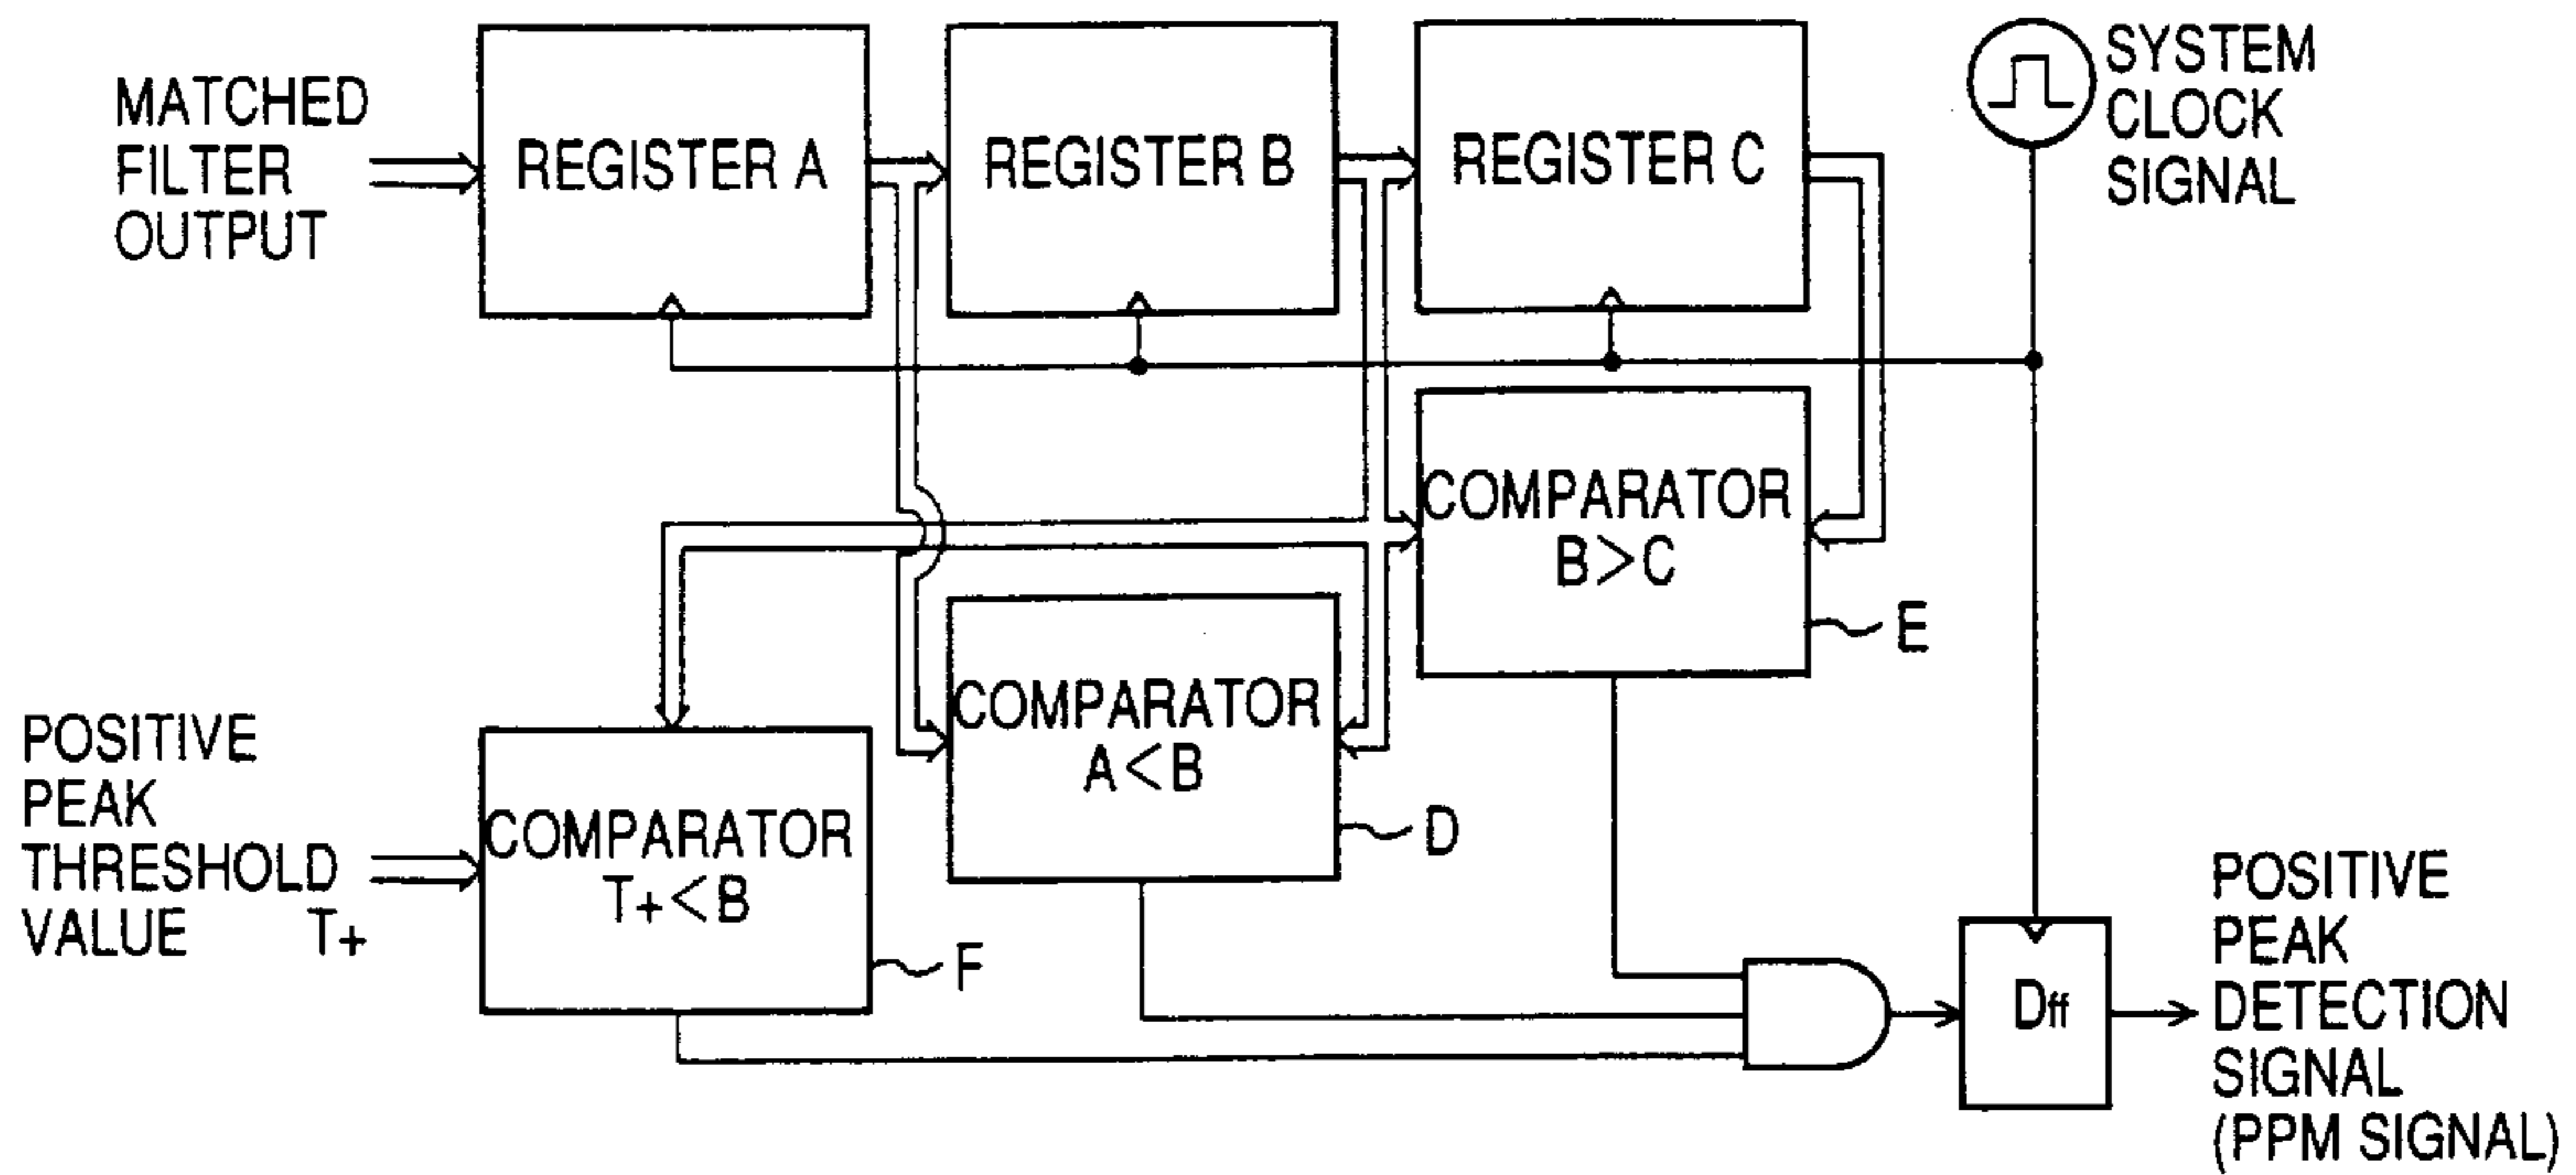 MATCHED
FILTER
OUTPUT
REGISTER A
REGISTER B
REGISTER C
SYSTEM
CLOCK
SIGNAL
COMPARATOR
B>C
E
COMPARATOR
A<B
D
POSITIVE
PEAK
THRESHOLD
VALUE T+
COMPARATOR
T+<B
F
Dff
POSITIVE
PEAK
DETECTION
SIGNAL
(PPM SIGNAL)